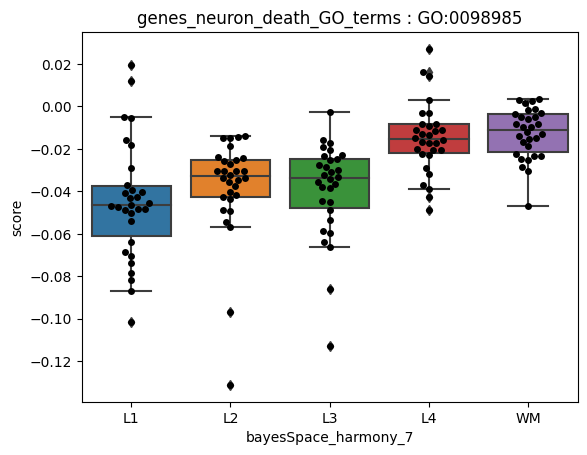 genes_neuron_death_GO_terms : GO:0098985
score
0.02
0.00
−0.02
−0.04
−0.06
−0.08
−0.10
−0.12
L1 L2 L3 L4 WM
bayesSpace_harmony_7